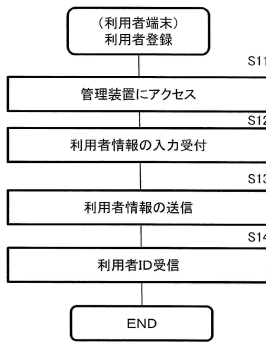 （利用者端末）
利用者登録
S11
管理装置にアクセス
S12
利用者情報の入力受付
S13
利用者情報の送信
S14
利用者ID受信
END